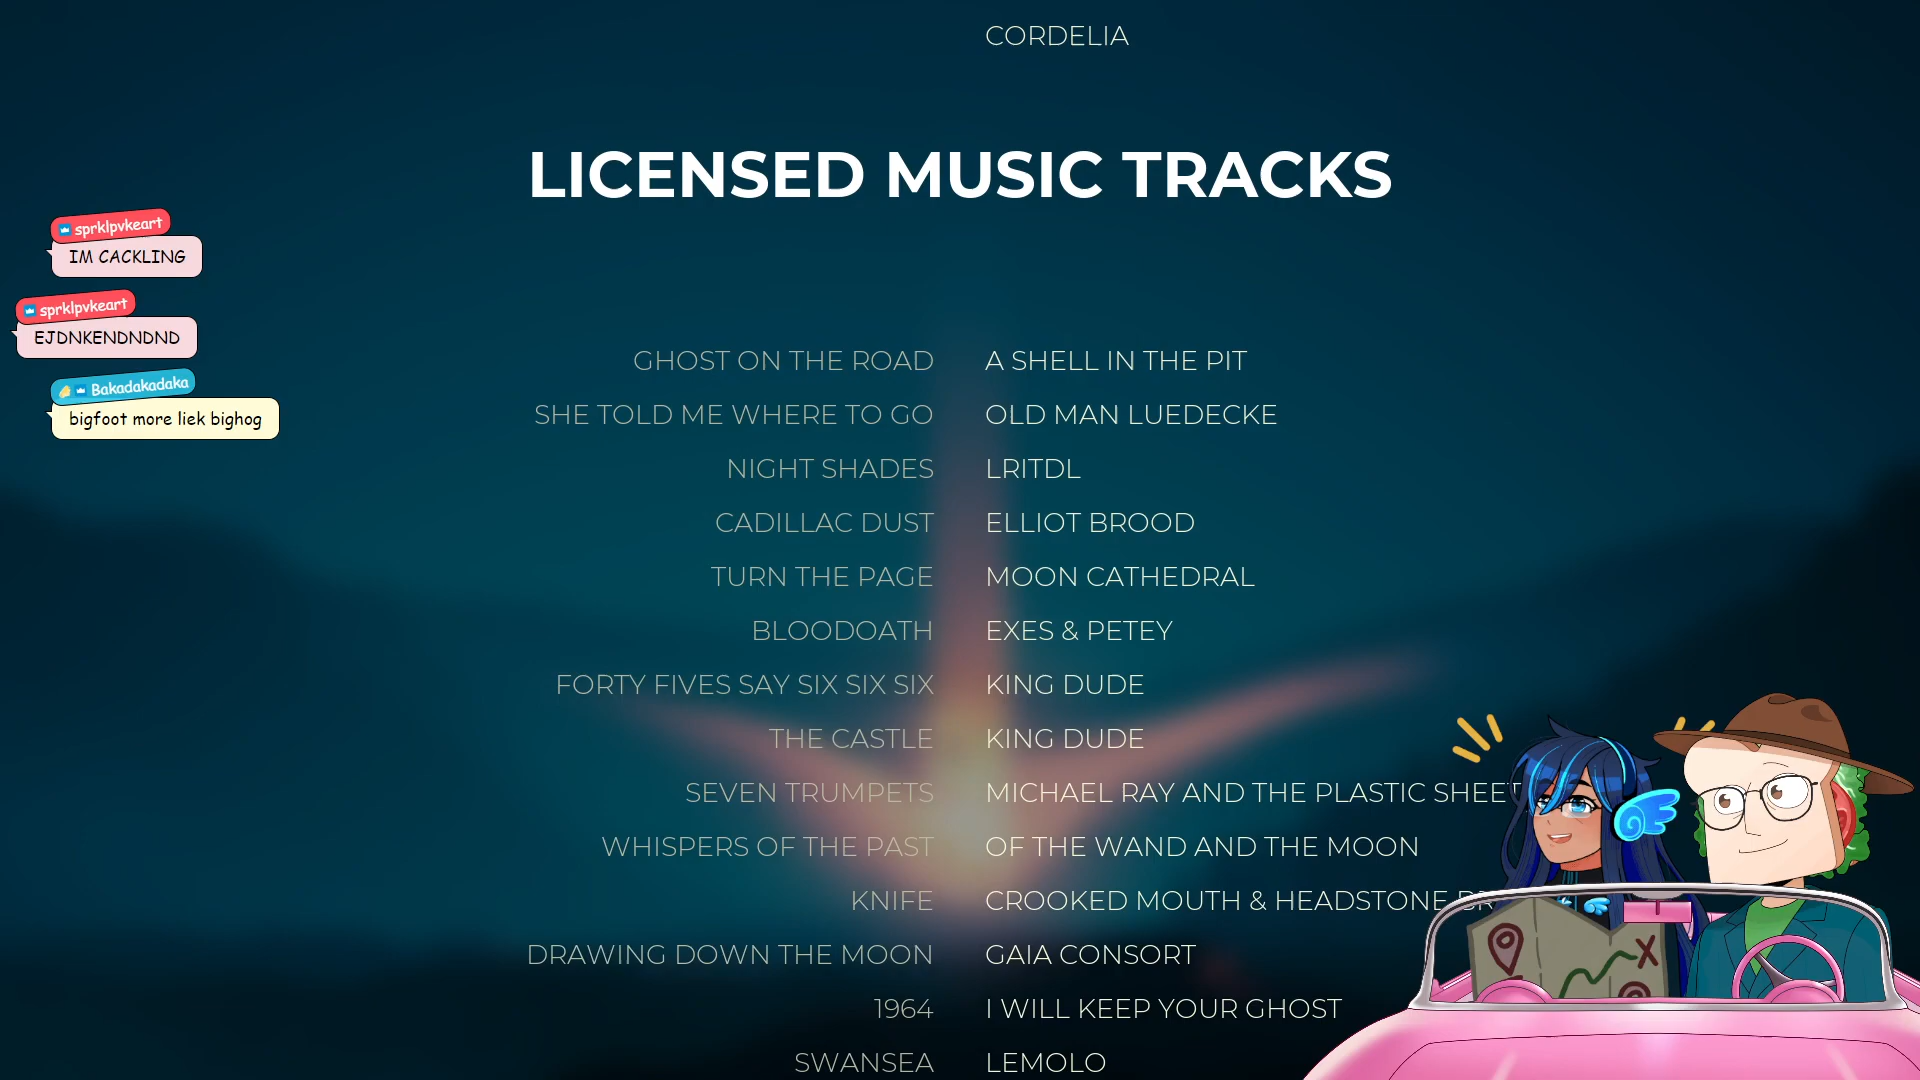 CORDELIA
LICENSED MUSIC TRACKS
sprklpvkeart
IM CACKLING
sprklpvkeart
EJDNKENDNDND
Bakadakadaka
bigfoot more liek bighog
GHOST ON THE ROAD A SHELL IN THE PIT
SHE TOLD ME WHERE TO GO OLD MAN LUEDECKE
NIGHT SHADES LRITDL
CADILLAC DUST ELLIOT BROOD
TURN THE PAGE MOON CATHEDRAL
BLOODOATH EXES & PETEY
FORTY FIVES SAY SIX SIX SIX KING DUDE
THE CASTLE KING DUDE
SEVEN TRUMPETS MICHAEL RAY AND THE PLASTIC
WHISPERS OF THE PAST OF THE WAND AND THE MOON
KNIFE CROOKED MOUTH & HEADSTONE
DRAWING DOWN THE MOON GAIA CONSORT
1964 I WILL KEEP YOUR GHOST
SWANSEA LEMOLO